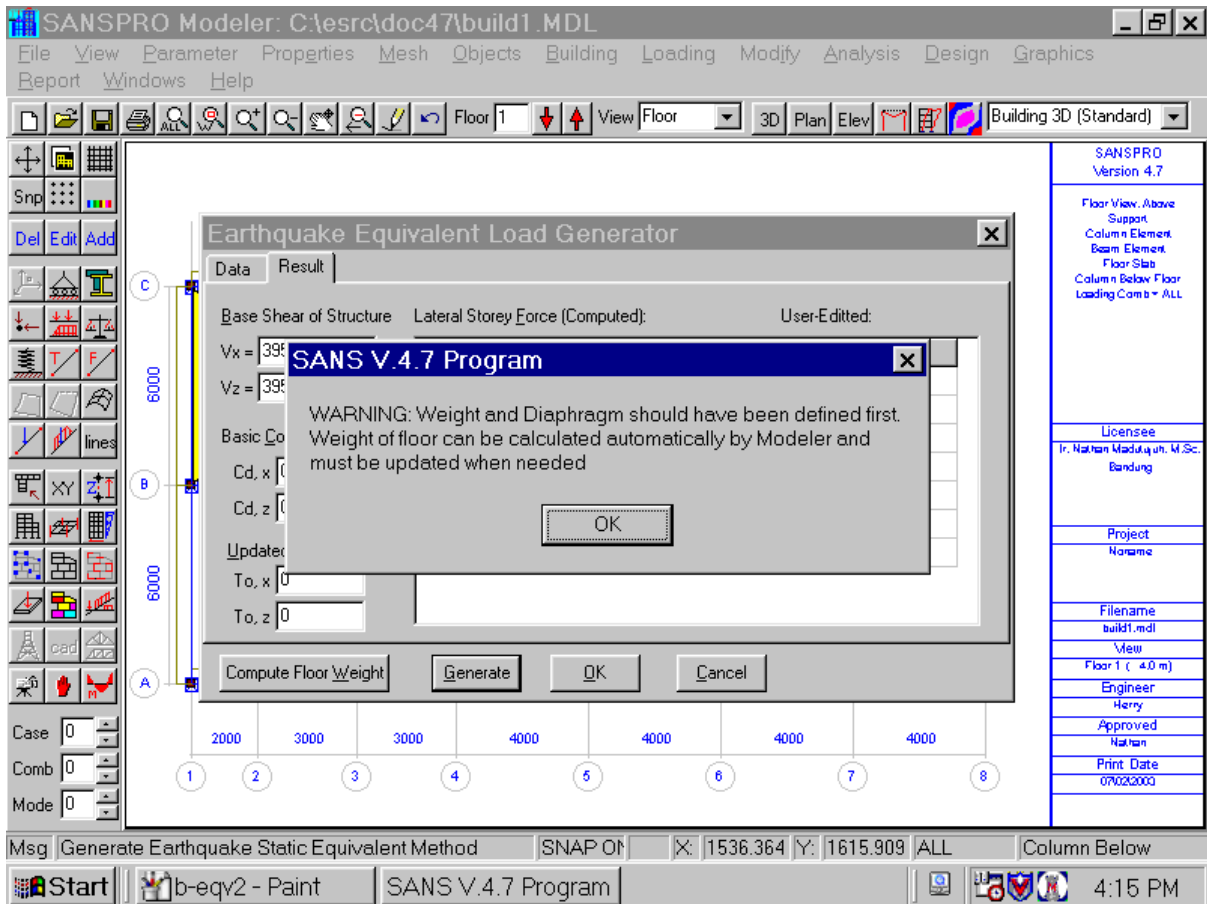 SANSPRO Modeler: C:\esrc\doc47\build1.MDL
File View Parameter Properties Mesh Objects Building Loading Modify Analysis Design Graphics
Report Windows Help
ALL Floor 1 View Floor 3D Plan Elev Building 3D (Standard)
Snp
Del Edit Add
T F
lines
XY Z
cad
M
Case 0
Comb 0
Mode 0
C
B
A
6000
6000
Earthquake Equivalent Load Generator
Data Result
Base Shear of Structure Lateral Storey Force (Computed): User-Editted:
Vx = 395
Vz = 395
Basic Co
Cd, x 0
Cd, z 0
Updated
To, x 0
To, z 0
SANS V.4.7 Program
WARNING: Weight and Diaphragm should have been defined first.
Weight of floor can be calculated automatically by Modeler and
must be updated when needed
OK
Compute Floor Weight Generate OK Cancel
2000 3000 3000 4000 4000 4000 4000
1 2 3 4 5 6 7 8
SANSPRO
Version 4.7
Floor View. Above
Support
Column Element
Beam Element
Floor Slab
Column Below Floor
Loading Comb = ALL
Licensee
Ir. Nathan Madutujuh. M.Sc.
Bandung
Project
Noname
Filename
build1.mdl
View
Floor 1 ( 4.0 m)
Engineer
Herry
Approved
Nathan
Print Date
07\02\2003
Msg Generate Earthquake Static Equivalent Method SNAP ON X: 1536.364 Y: 1615.909 ALL Column Below
Start b-eqv2 - Paint SANS V.4.7 Program 4:15 PM